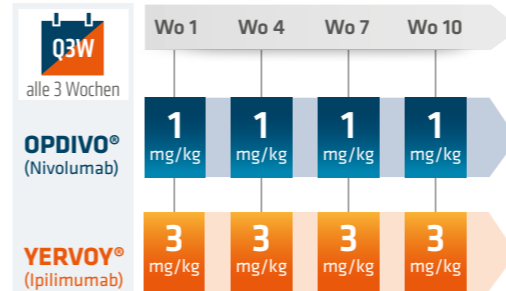 Q3W
alle 3 Wochen
Wo 1 Wo 4 Wo 7 Wo 10
OPDIVO®
(Nivolumab)
1 1 1 1
mg/kg mg/kg mg/kg mg/kg
YERVOY®
(Ipilimumab)
3 3 3 3
mg/kg mg/kg mg/kg mg/kg